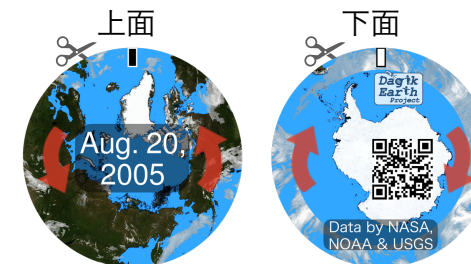 上面
下面
Dagik
Earth
Project
Aug. 20,
2005
Data by NASA,
NOAA & USGS